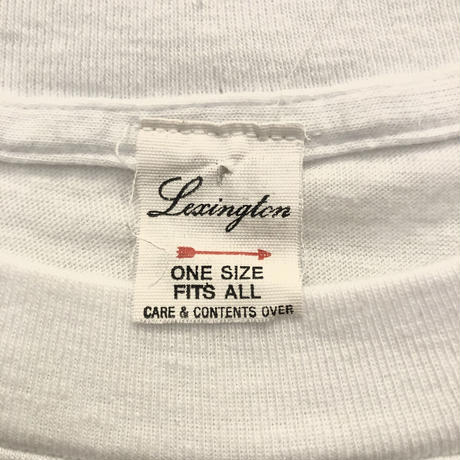 Lexington
ONE SIZE
FITS ALL
CARE & CONTENTS OVER